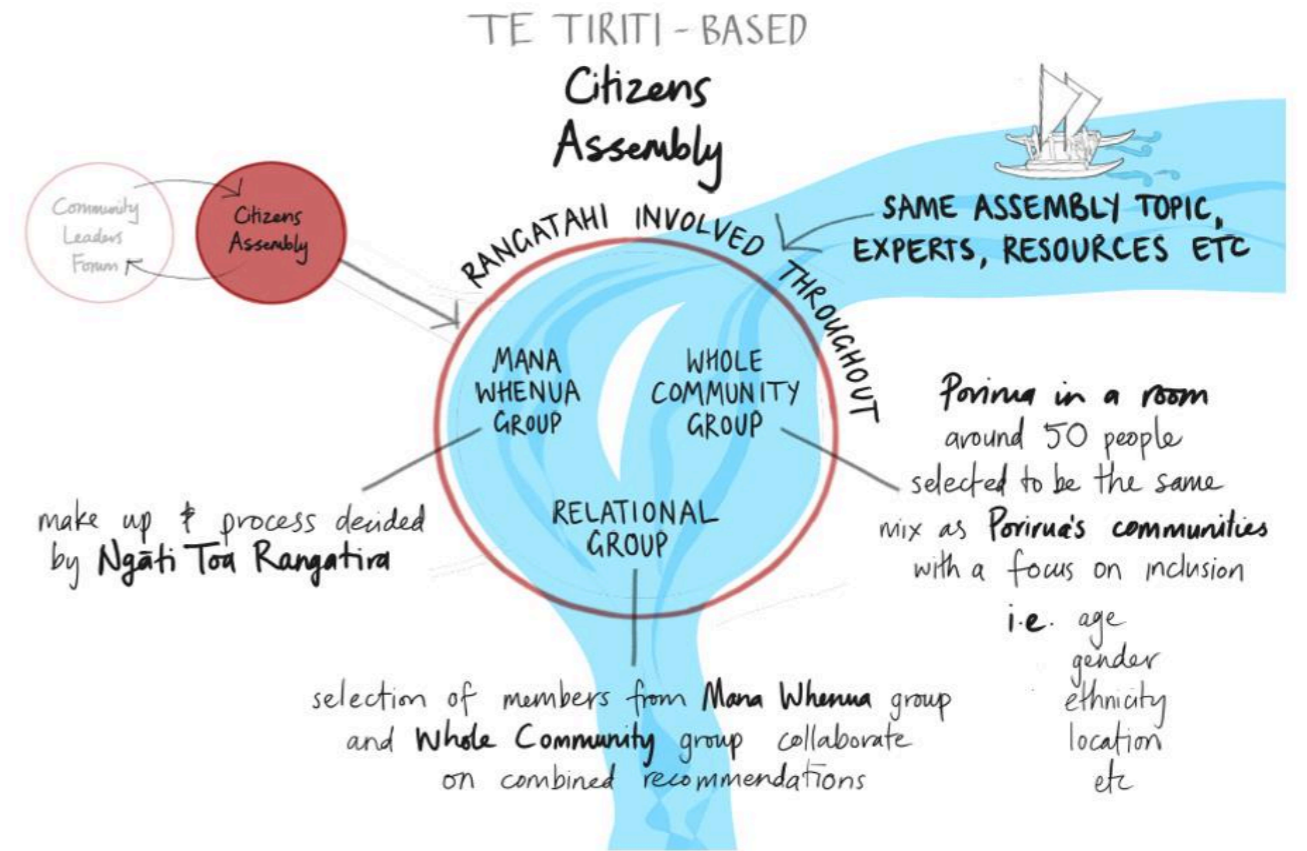 TE TIRITI - BASED
Citizens
Assembly
Community
Leaders
Forum
Citizens
Assembly
RANGATAHI INVOLVED THROUGHOUT
SAME ASSEMBLY TOPIC,
EXPERTS, RESOURCES ETC
MANA
WHENUA
GROUP
WHOLE
COMMUNITY
GROUP
RELATIONAL
GROUP
make up & process decided
by Ngāti Toa Rangatira
Porirua in a room
around 50 people
selected to be the same
mix as Porirua's communities
with a focus on inclusion
i.e. age
gender
ethnicity
location
etc
selection of members from Mana Whenua group
and Whole Community group collaborate
on combined recommendations